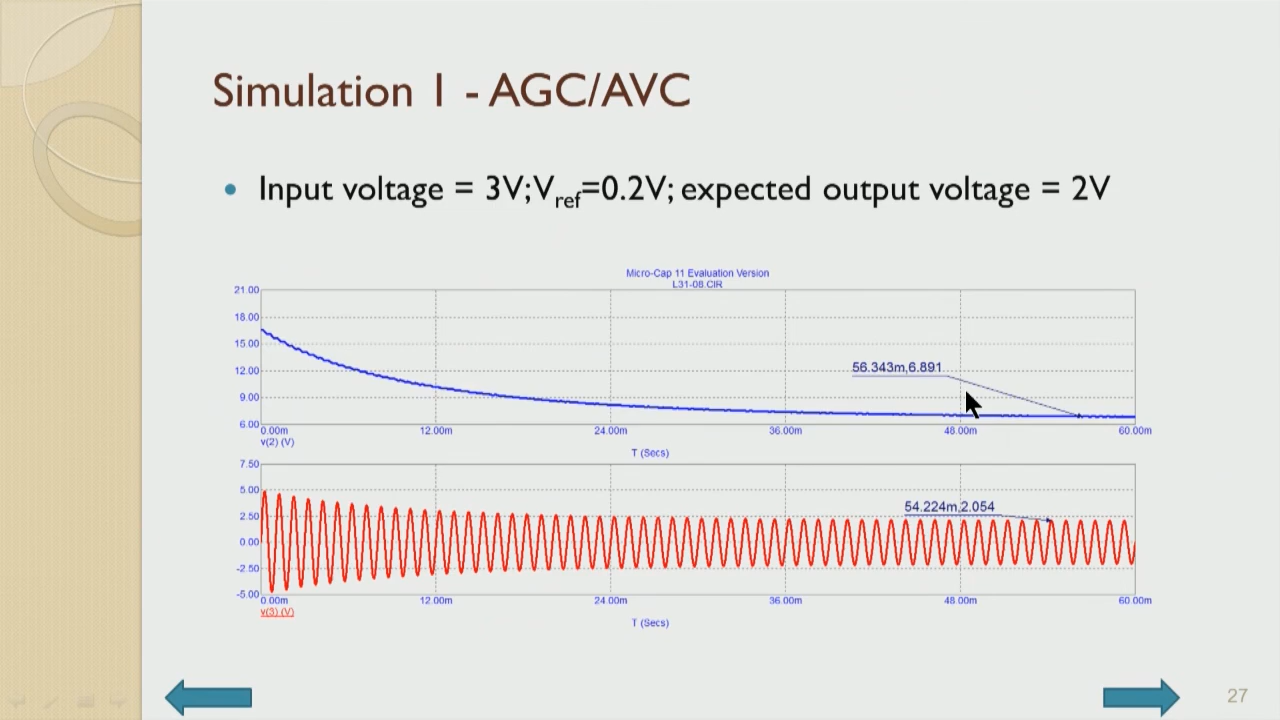 Simulation 1 - AGC/AVC
• Input voltage = 3V;Vref=0.2V; expected output voltage = 2V
Micro-Cap 11 Evaluation Version
L31-08.CIR
21.00
18.00
15.00
12.00
9.00
6.00
56.343m,6.891
0.00m 12.00m 24.00m 36.00m 48.00m 60.00m
v(2) (V)
T (Secs)
7.50
5.00
2.50
0.00
-2.50
-5.00
54.224m,2.054
0.00m 12.00m 24.00m 36.00m 48.00m 60.00m
v(3) (V)
T (Secs)
27